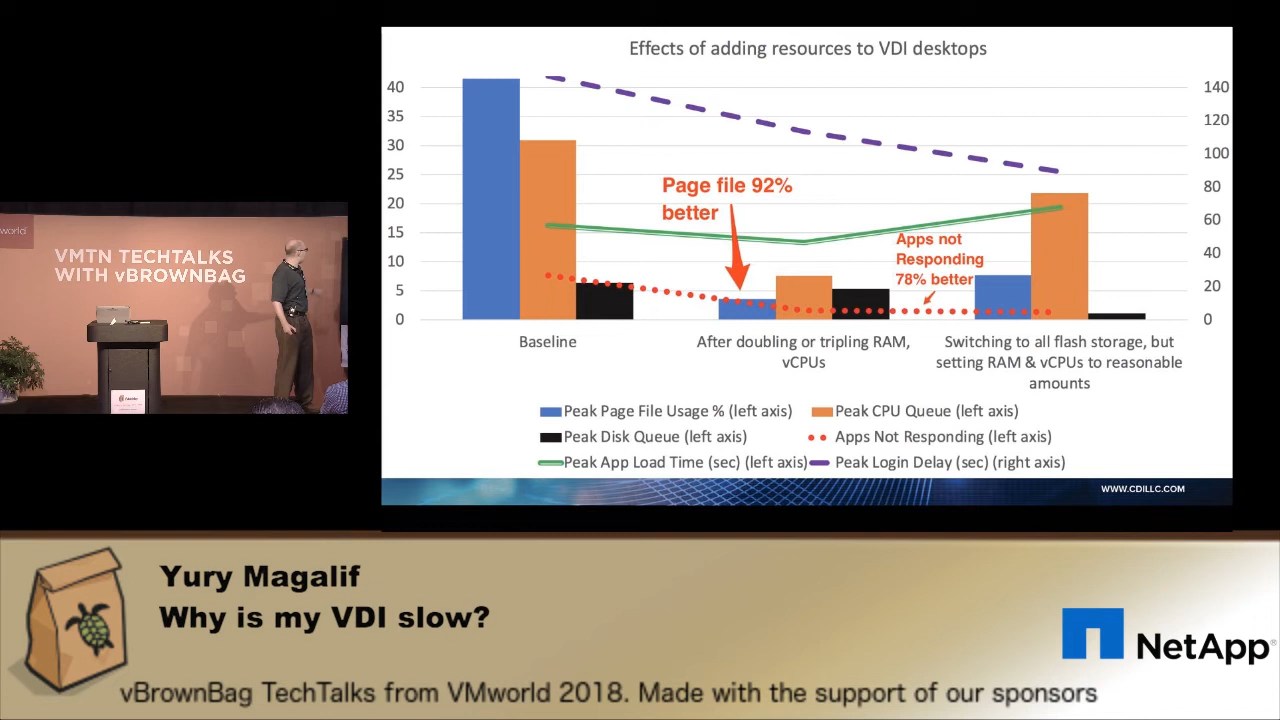 world
VMTN TECHTALKS
WITH vBROWNBAG
Effects of adding resources to VDI desktops
40
35
30
25
20
15
10
5
0
140
120
100
80
60
40
20
0
Page file 92%
better
Apps not
Responding
78% better
Baseline
After doubling or tripling RAM,
vCPUs
Switching to all flash storage, but
setting RAM & vCPUs to reasonable
amounts
Peak Page File Usage % (left axis)
Peak CPU Queue (left axis)
Peak Disk Queue (left axis)
Apps Not Responding (left axis)
Peak App Load Time (sec) (left axis)
Peak Login Delay (sec) (right axis)
WWW.CDILLC.COM
Yury Magalif
Why is my VDI slow?
NetApp®
vBrownBag TechTalks from VMworld 2018. Made with the support of our sponsors